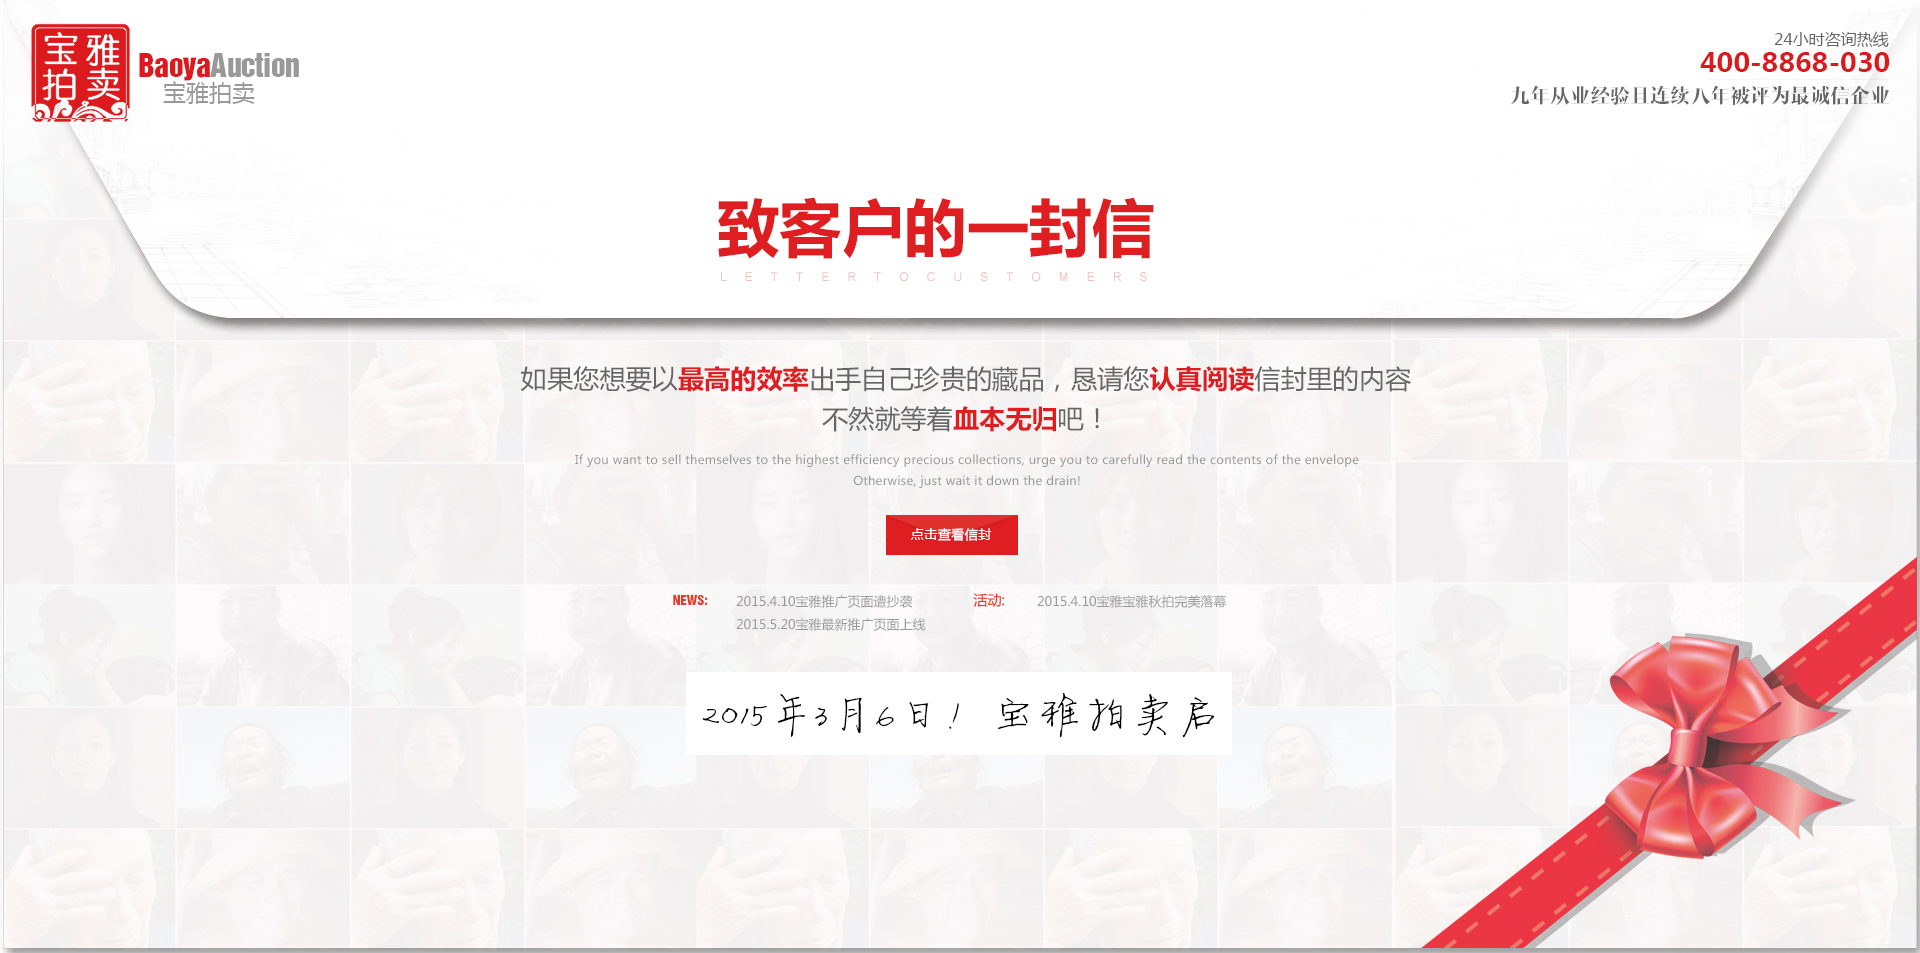 宝雅
拍卖
BaoyaAuction
宝雅拍卖
24小时咨询热线
400-8868-030
九年从业经验且连续八年被评为最诚信企业
致客户的一封信
LETTERTOCUSTOMERS
如果您想要以最高的效率出手自己珍贵的藏品，恳请您认真阅读信封里的内容
不然就等着血本无归吧！
If you want to sell themselves to the highest efficiency precious collections, urge you to carefully read the contents of the envelope
Otherwise, just wait it down the drain!
点击查看信封
NEWS: 2015.4.10宝雅推广页面遭抄袭
2015.5.20宝雅最新推广页面上线
活动: 2015.4.10宝雅宝雅秋拍完美落幕
2015年3月6日！ 宝雅拍卖启